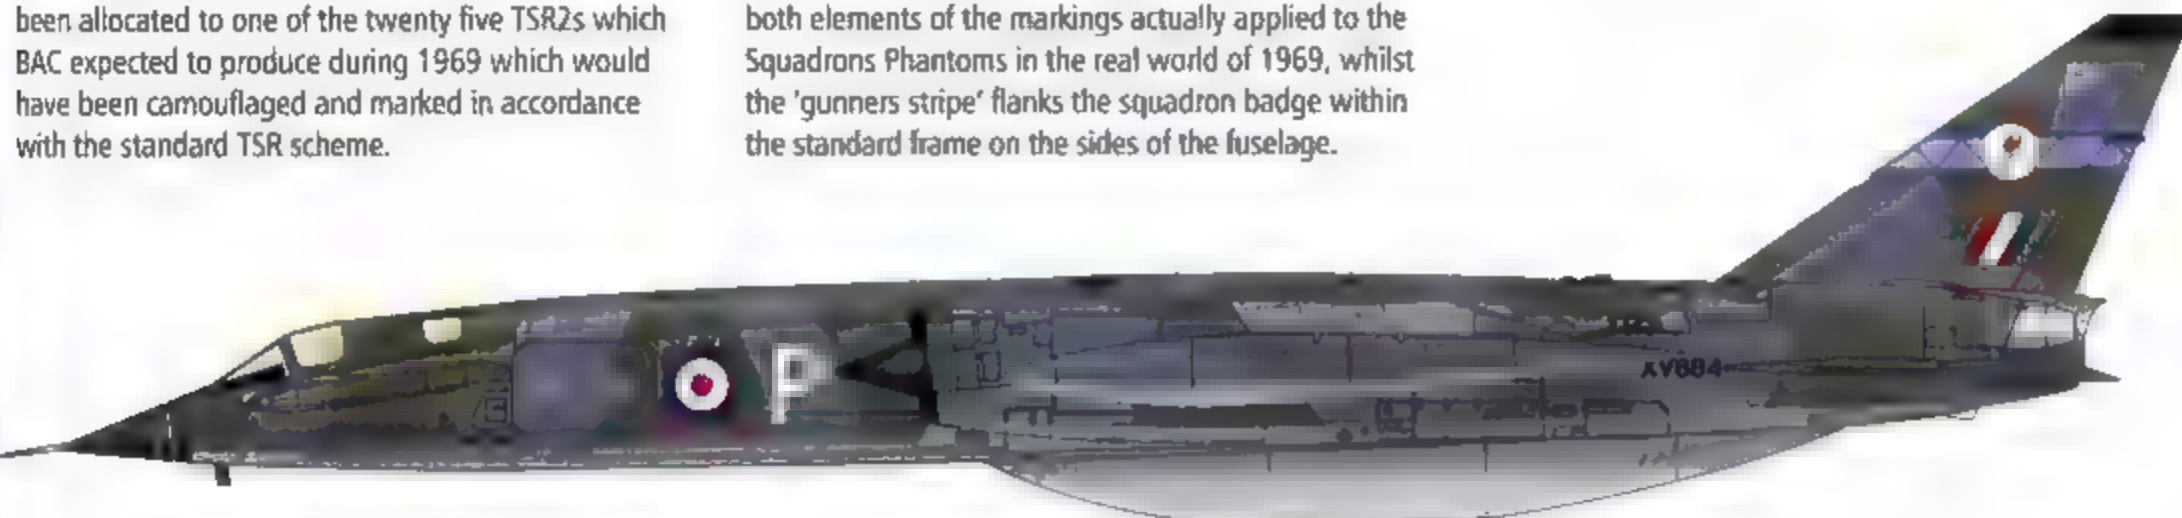 been allocated to one of the twenty five TSR2s which
BAC expected to produce during 1969 which would
have been camouflaged and marked in accordance
with the standard TSR scheme.
both elements of the markings actually applied to the
Squadrons Phantoms in the real world of 1969, whilst
the 'gunners stripe' flanks the squadron badge within
the standard frame on the sides of the fuselage.
P